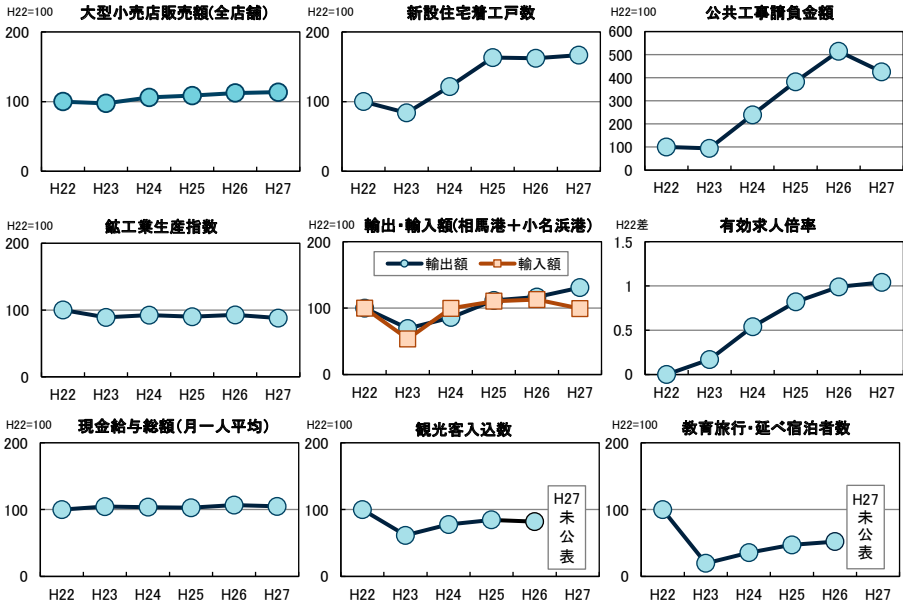 H22=100
大型小売店販売額(全店舗)
200
100
0
H22 H23 H24 H25 H26 H27
H22=100
新設住宅着工戸数
200
100
0
H22 H23 H24 H25 H26 H27
H22=100
公共工事請負金額
600
500
400
300
200
100
0
H22 H23 H24 H25 H26 H27
H22=100
鉱工業生産指数
200
100
0
H22 H23 H24 H25 H26 H27
H22=100
輸出・輸入額(相馬港+小名浜港)
200
輸出額 輸入額
100
0
H22 H23 H24 H25 H26 H27
H22差
有効求人倍率
1.5
1
0.5
0
H22 H23 H24 H25 H26 H27
H22=100
現金給与総額(月一人平均)
200
100
0
H22 H23 H24 H25 H26 H27
H22=100
観光客入込数
200
100
0
H27
未
公
表
H22 H23 H24 H25 H26 H27
H22=100
教育旅行・延べ宿泊者数
200
100
0
H27
未
公
表
H22 H23 H24 H25 H26 H27